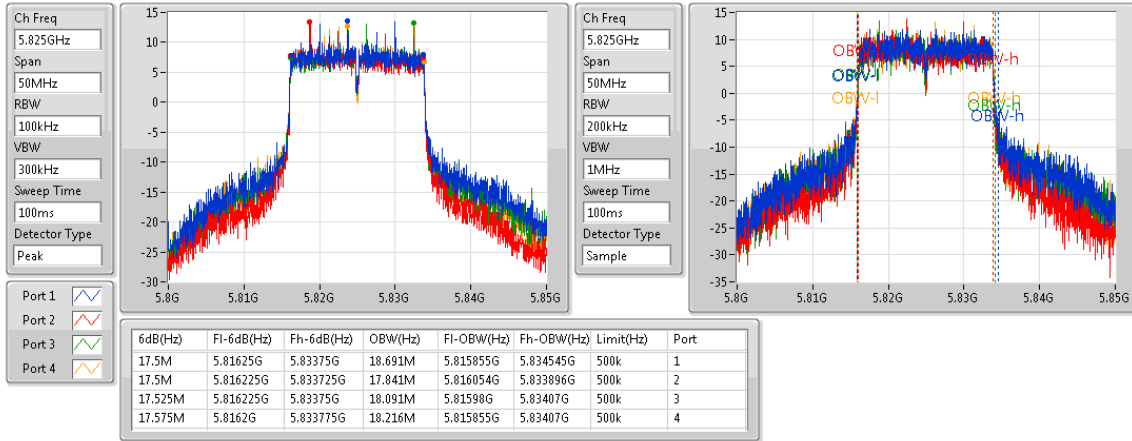 Ch Freq
5.825GHz
Span
50MHz
RBW
100kHz
VBW
300kHz
Sweep Time
100ms
Detector Type
Peak
15
10
5
0
-5
-10
-15
-20
-25
-30
5.8G 5.81G 5.82G 5.83G 5.84G 5.85G
Ch Freq
5.825GHz
Span
50MHz
RBW
200kHz
VBW
1MHz
Sweep Time
100ms
Detector Type
Sample
15
10
5
0
-5
-10
-15
-20
-25
-30
-35
OBW-l
OBW-l
OBW-l
OBW-h
OBW-h
OBW-h
OBW-h
5.8G 5.81G 5.82G 5.83G 5.84G 5.85G
Port 1
Port 2
Port 3
Port 4
6dB(Hz) Fl-6dB(Hz) Fh-6dB(Hz) OBW(Hz) Fl-OBW(Hz) Fh-OBW(Hz) Limit(Hz) Port
17.5M 5.81625G 5.83375G 18.691M 5.815855G 5.834545G 500k 1
17.5M 5.816225G 5.833725G 17.841M 5.816054G 5.833896G 500k 2
17.525M 5.816225G 5.83375G 18.091M 5.81598G 5.83407G 500k 3
17.575M 5.8162G 5.833775G 18.216M 5.815855G 5.83407G 500k 4